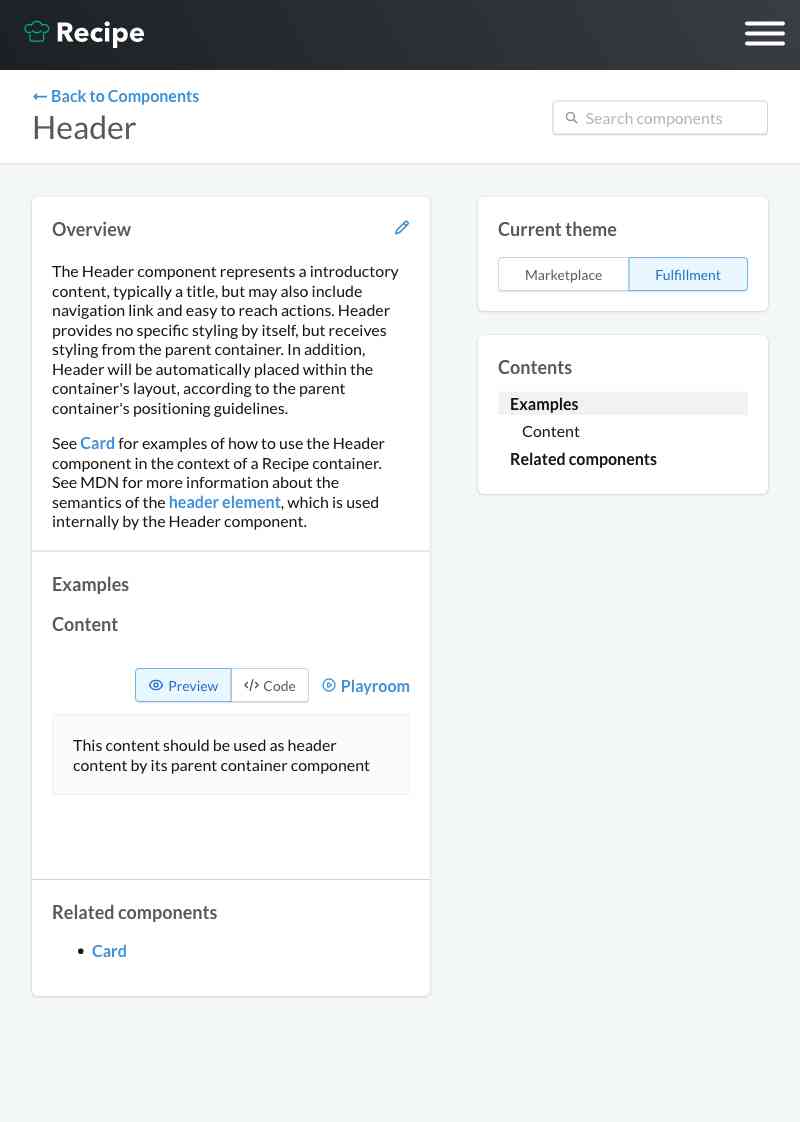 Recipe
← Back to Components
Header
Search components
Overview
The Header component represents a introductory
content, typically a title, but may also include
navigation link and easy to reach actions. Header
provides no specific styling by itself, but receives
styling from the parent container. In addition,
Header will be automatically placed within the
container's layout, according to the parent
container's positioning guidelines.
See Card for examples of how to use the Header
component in the context of a Recipe container.
See MDN for more information about the
semantics of the header element, which is used
internally by the Header component.
Examples
Content
Preview
</> Code
Playroom
This content should be used as header
content by its parent container component
Related components
• Card
Current theme
Marketplace
Fulfillment
Contents
Examples
Content
Related components